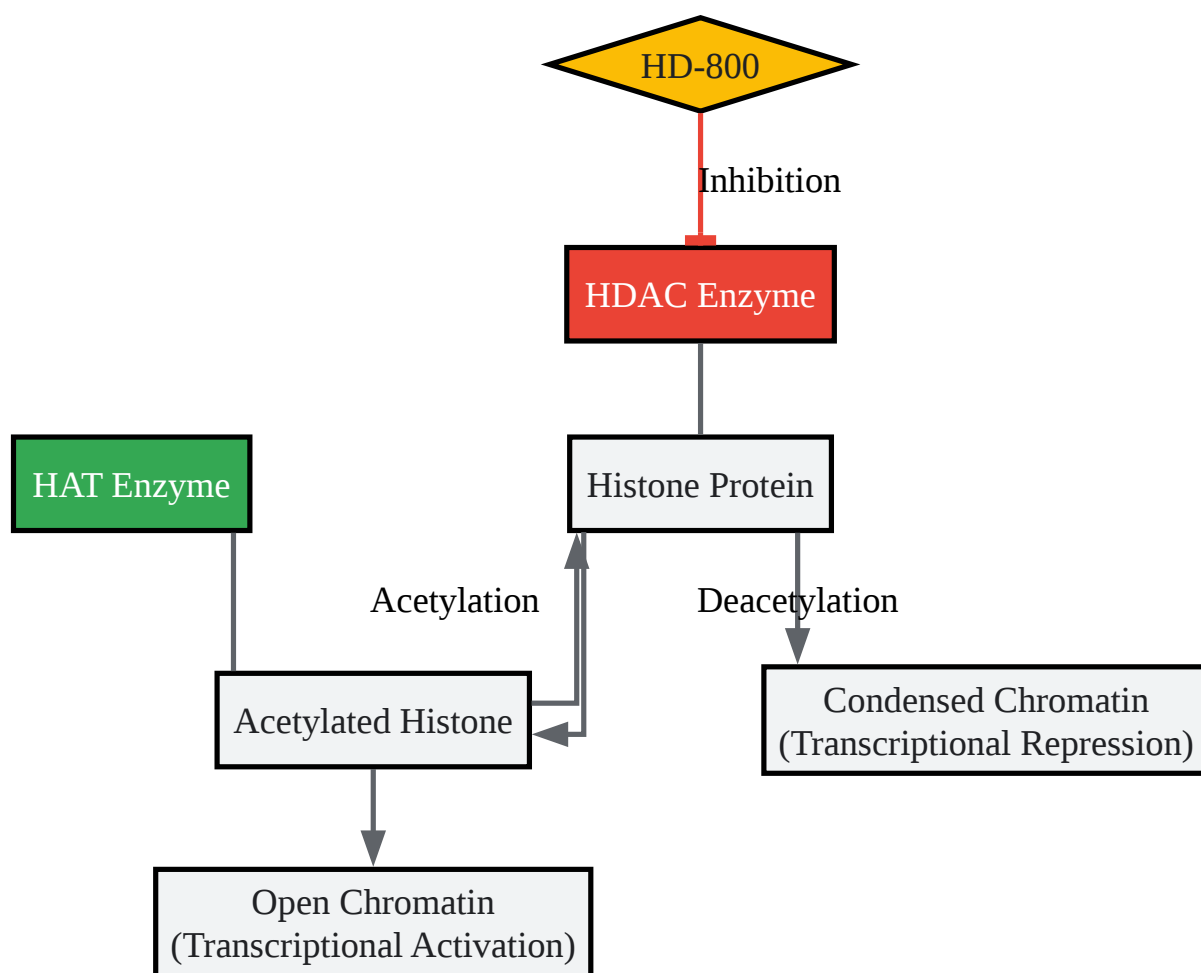 HD-800
Inhibition
HDAC Enzyme
HAT Enzyme
Histone Protein
Acetylation
Deacetylation
Acetylated Histone
Condensed Chromatin
(Transcriptional Repression)
Open Chromatin
(Transcriptional Activation)